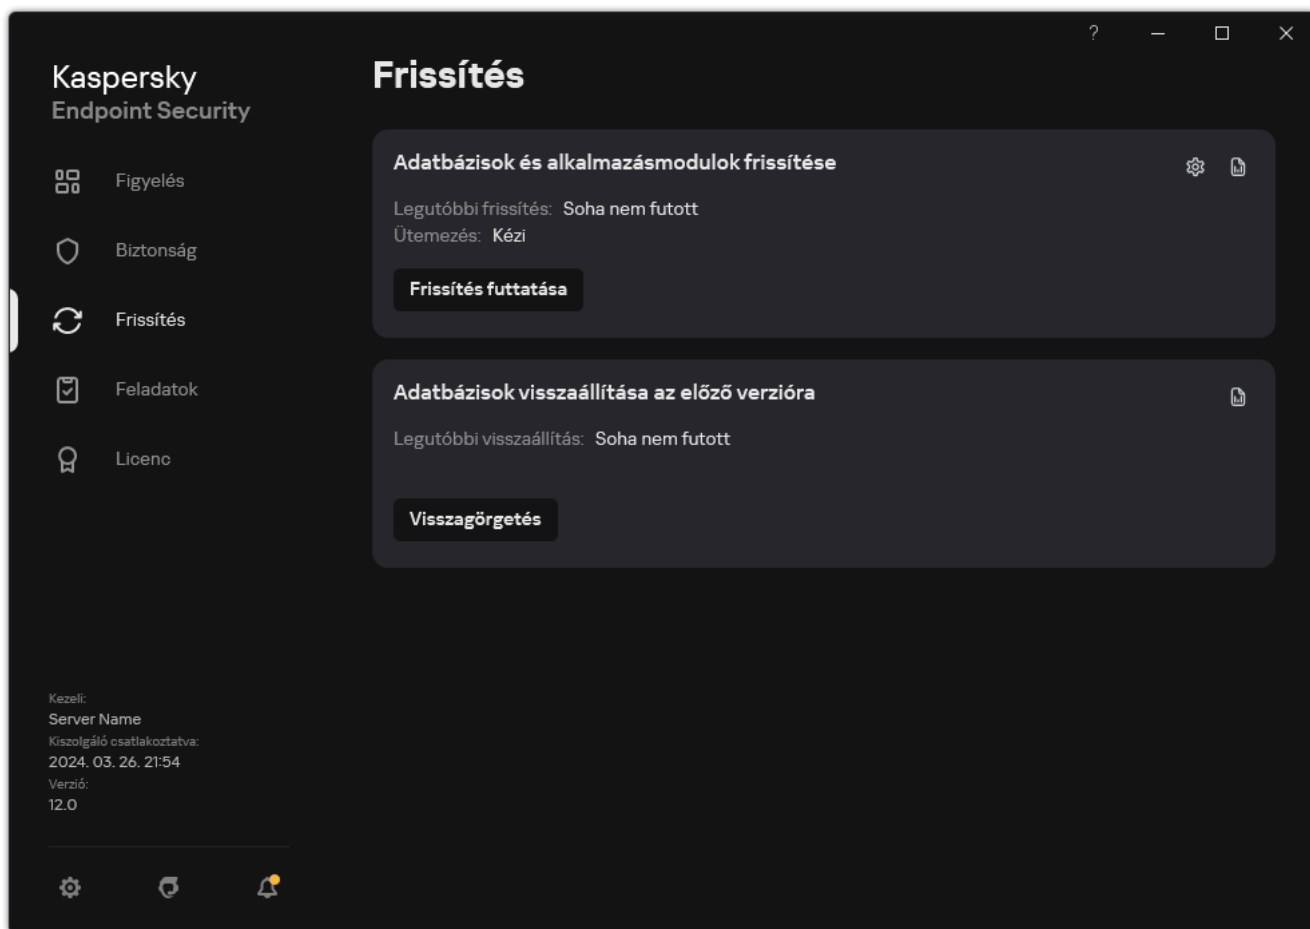 ?
Kaspersky
Endpoint Security
Figyelés
Biztonság
Frissítés
Feladatok
Licenc
Kezeli:
Server Name
Kiszolgáló csatlakoztatva:
2024. 03. 26. 21:54
Verzió:
12.0
Frissítés
Adatbázisok és alkalmazásmodulok frissítése
Legutóbbi frissítés: Soha nem futott
Ütemezés: Kézi
Frissítés futtatása
Adatbázisok visszaállítása az előző verzióra
Legutóbbi visszaállítás: Soha nem futott
Visszagörgetés